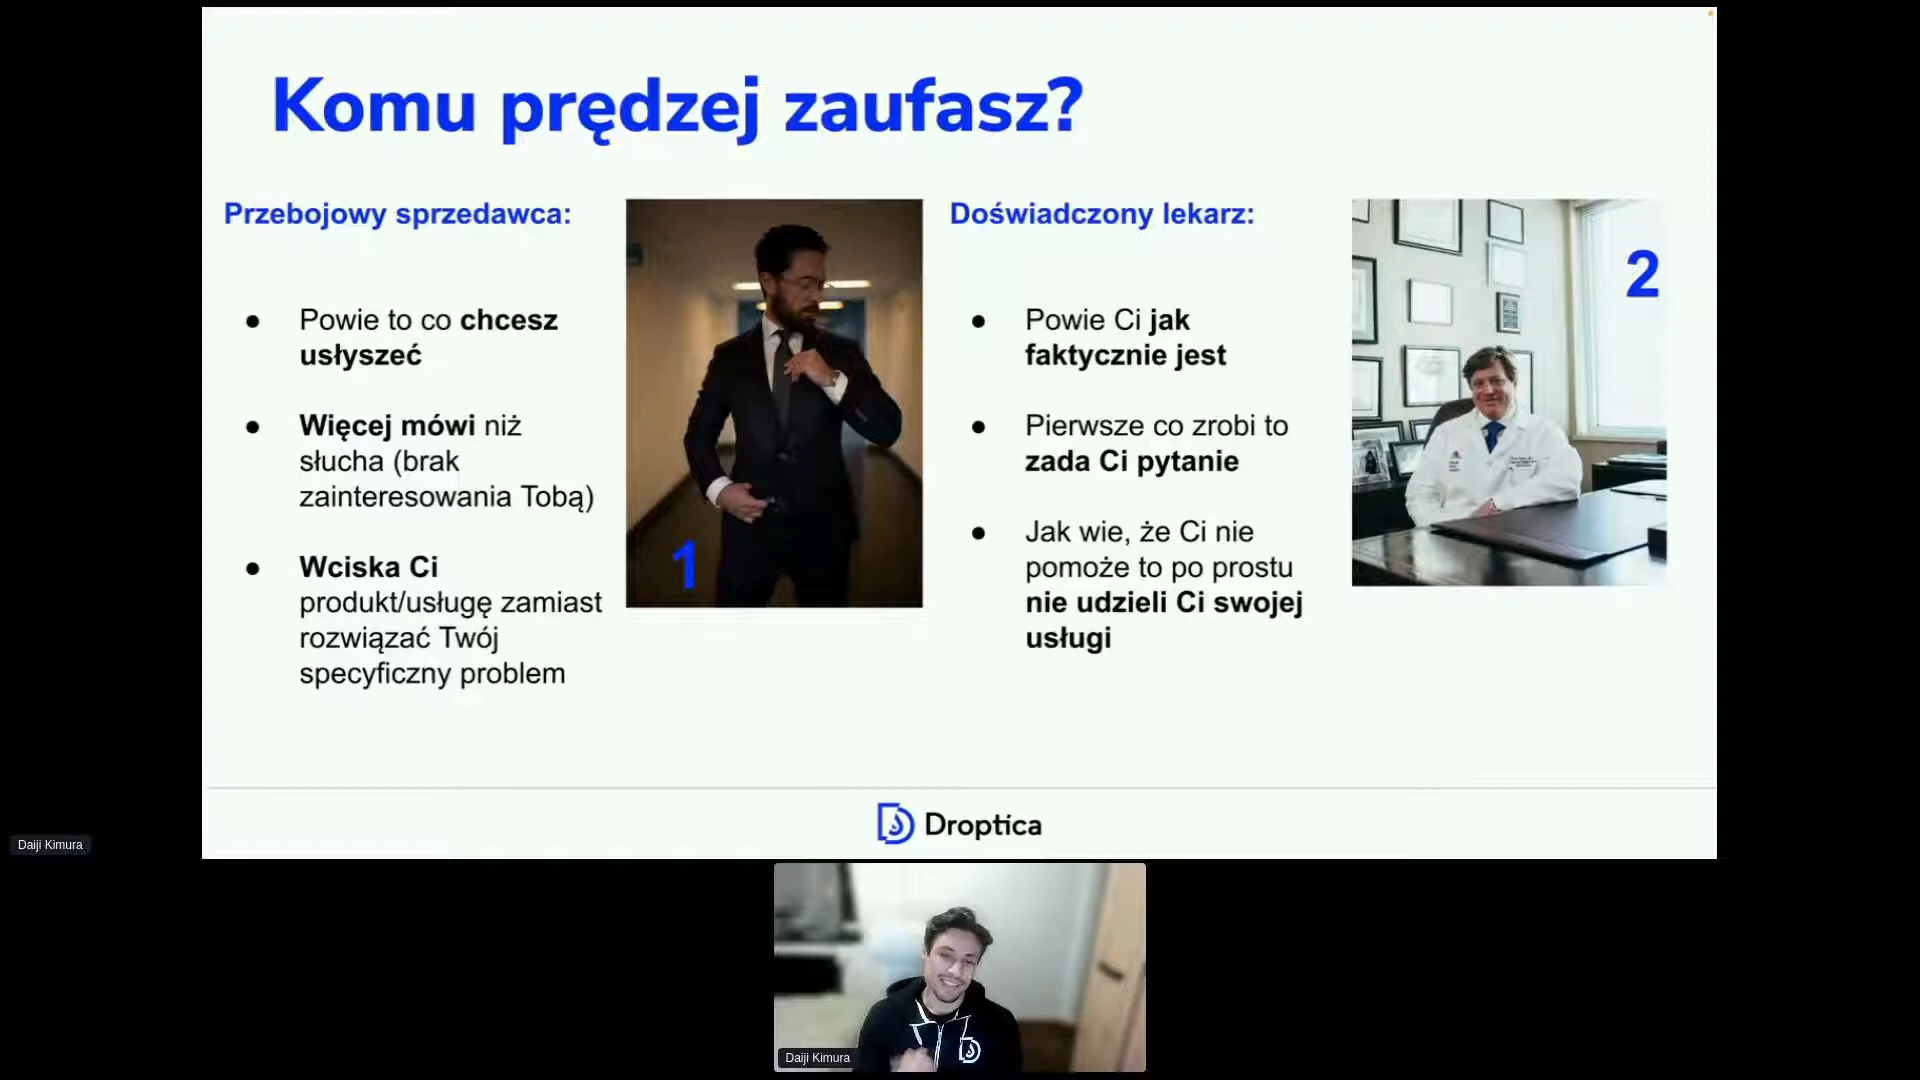 Komu prędzej zaufasz?
Przebojowy sprzedawca:
● Powie to co chcesz
usłyszeć
● Więcej mówi niż
słucha (brak
zainteresowania Tobą)
● Wciska Ci
produkt/usługę zamiast
rozwiązać Twój
specyficzny problem
1
Doświadczony lekarz:
● Powie Ci jak
faktycznie jest
● Pierwsze co zrobi to
zada Ci pytanie
● Jak wie, że Ci nie
pomoże to po prostu
nie udzieli Ci swojej
usługi
2
Droptica
Daiji Kimura
Daiji Kimura